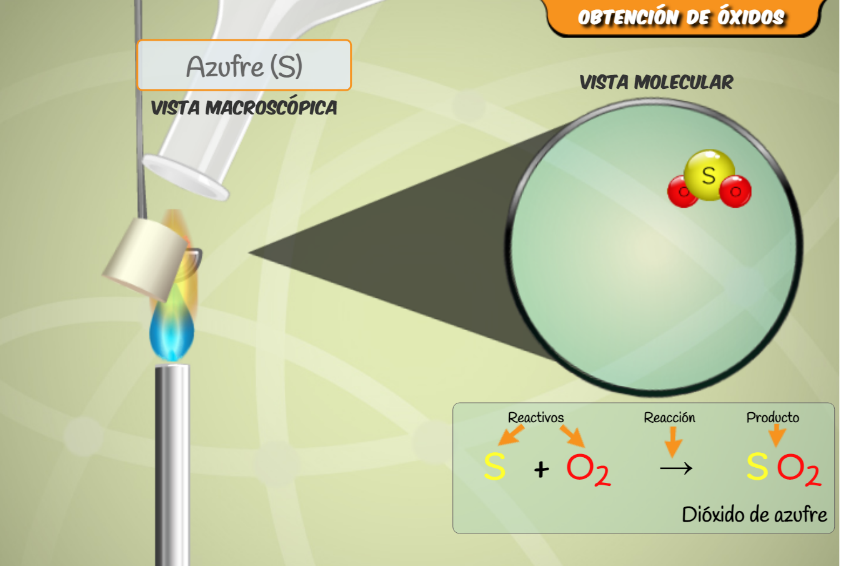 OBTENCIÓN DE ÓXIDOS
Azufre (S)
VISTA MACROSCÓPICA
VISTA MOLECULAR
S
O O
Reactivos Reacción Producto
S + O2 → SO2
Dióxido de azufre